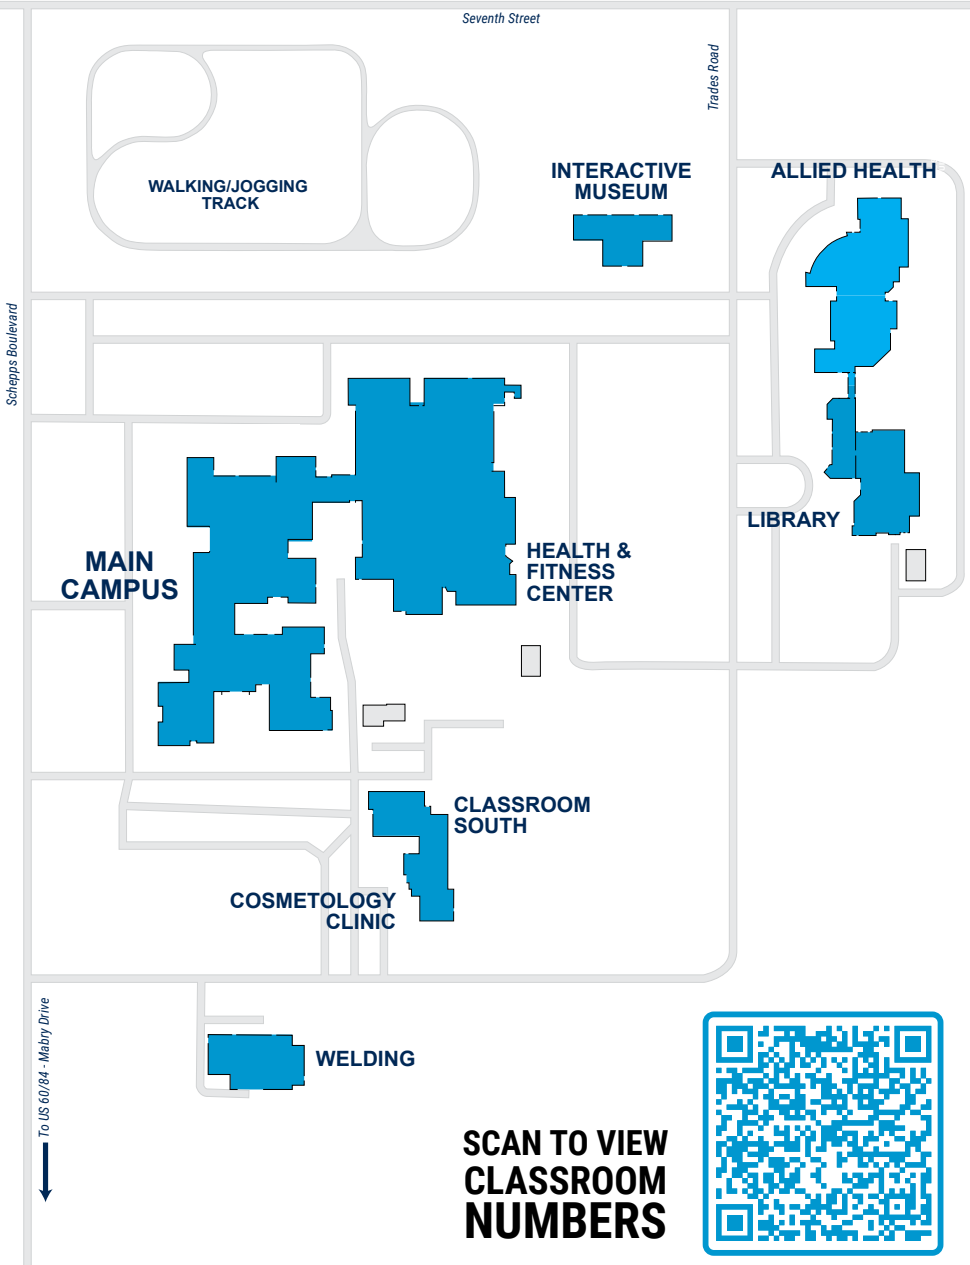 Seventh Street
Trades Road
WALKING/JOGGING
TRACK
INTERACTIVE
MUSEUM
ALLIED HEALTH
Schepps Boulevard
LIBRARY
MAIN
CAMPUS
HEALTH &
FITNESS
CENTER
CLASSROOM
SOUTH
COSMETOLOGY
CLINIC
To US 60/84 - Mabry Drive
WELDING
SCAN TO VIEW
CLASSROOM
NUMBERS